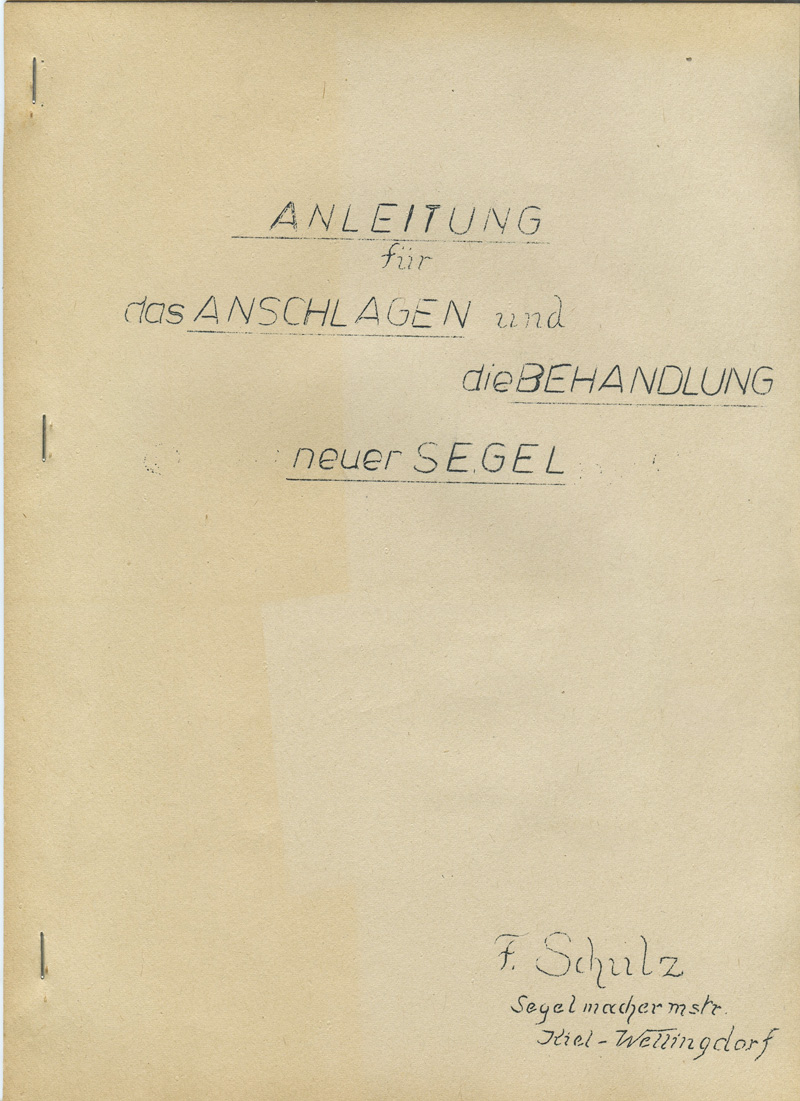 ANLEITUNG
für
das ANSCHLAGEN und
die BEHANDLUNG
neuer SEGEL
F. Schulz
Segelmachermstr.
Kiel-Wellingdorf